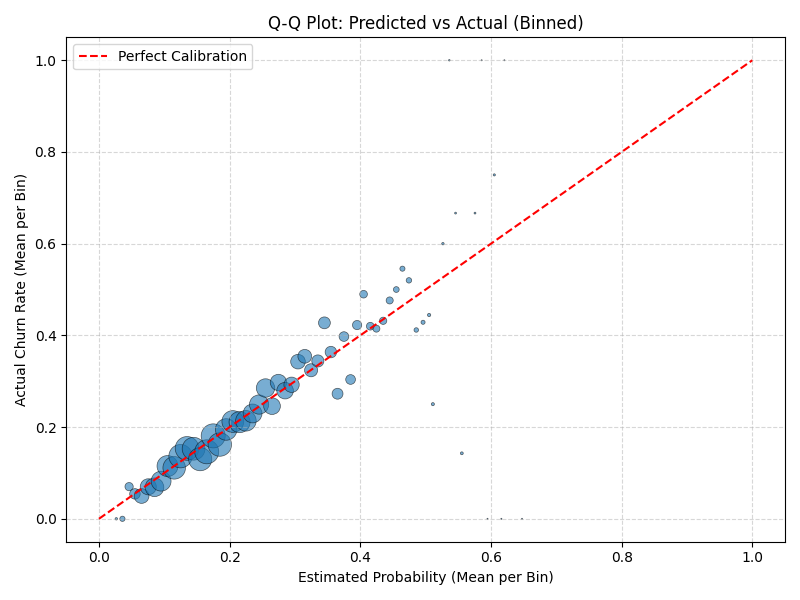 Q-Q Plot: Predicted vs Actual (Binned)
Perfect Calibration
Actual Churn Rate (Mean per Bin)
1.0
0.8
0.6
0.4
0.2
0.0
0.0 0.2 0.4 0.6 0.8 1.0
Estimated Probability (Mean per Bin)